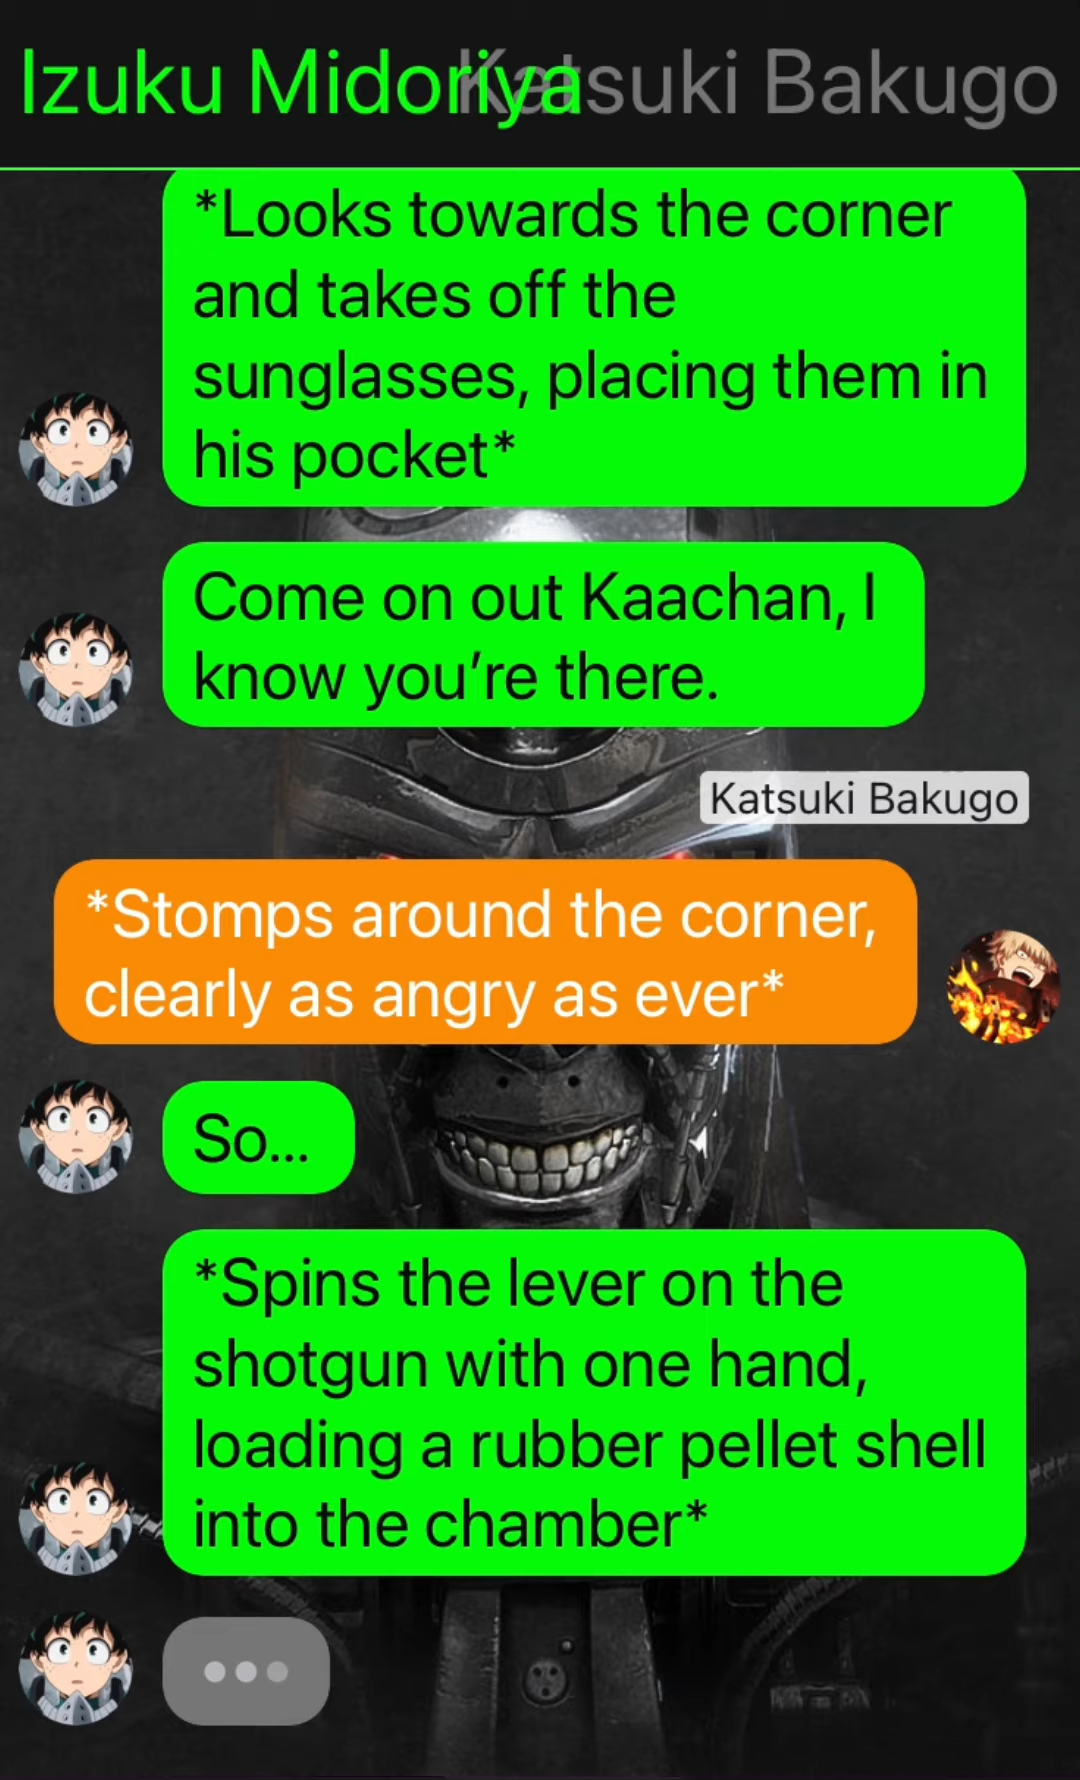 Izuku Midoriya Katsuki Bakugo
*Looks towards the corner
and takes off the
sunglasses, placing them in
his pocket*
Come on out Kaachan, I
know you’re there.
Katsuki Bakugo
*Stomps around the corner,
clearly as angry as ever*
So...
*Spins the lever on the
shotgun with one hand,
loading a rubber pellet shell
into the chamber*